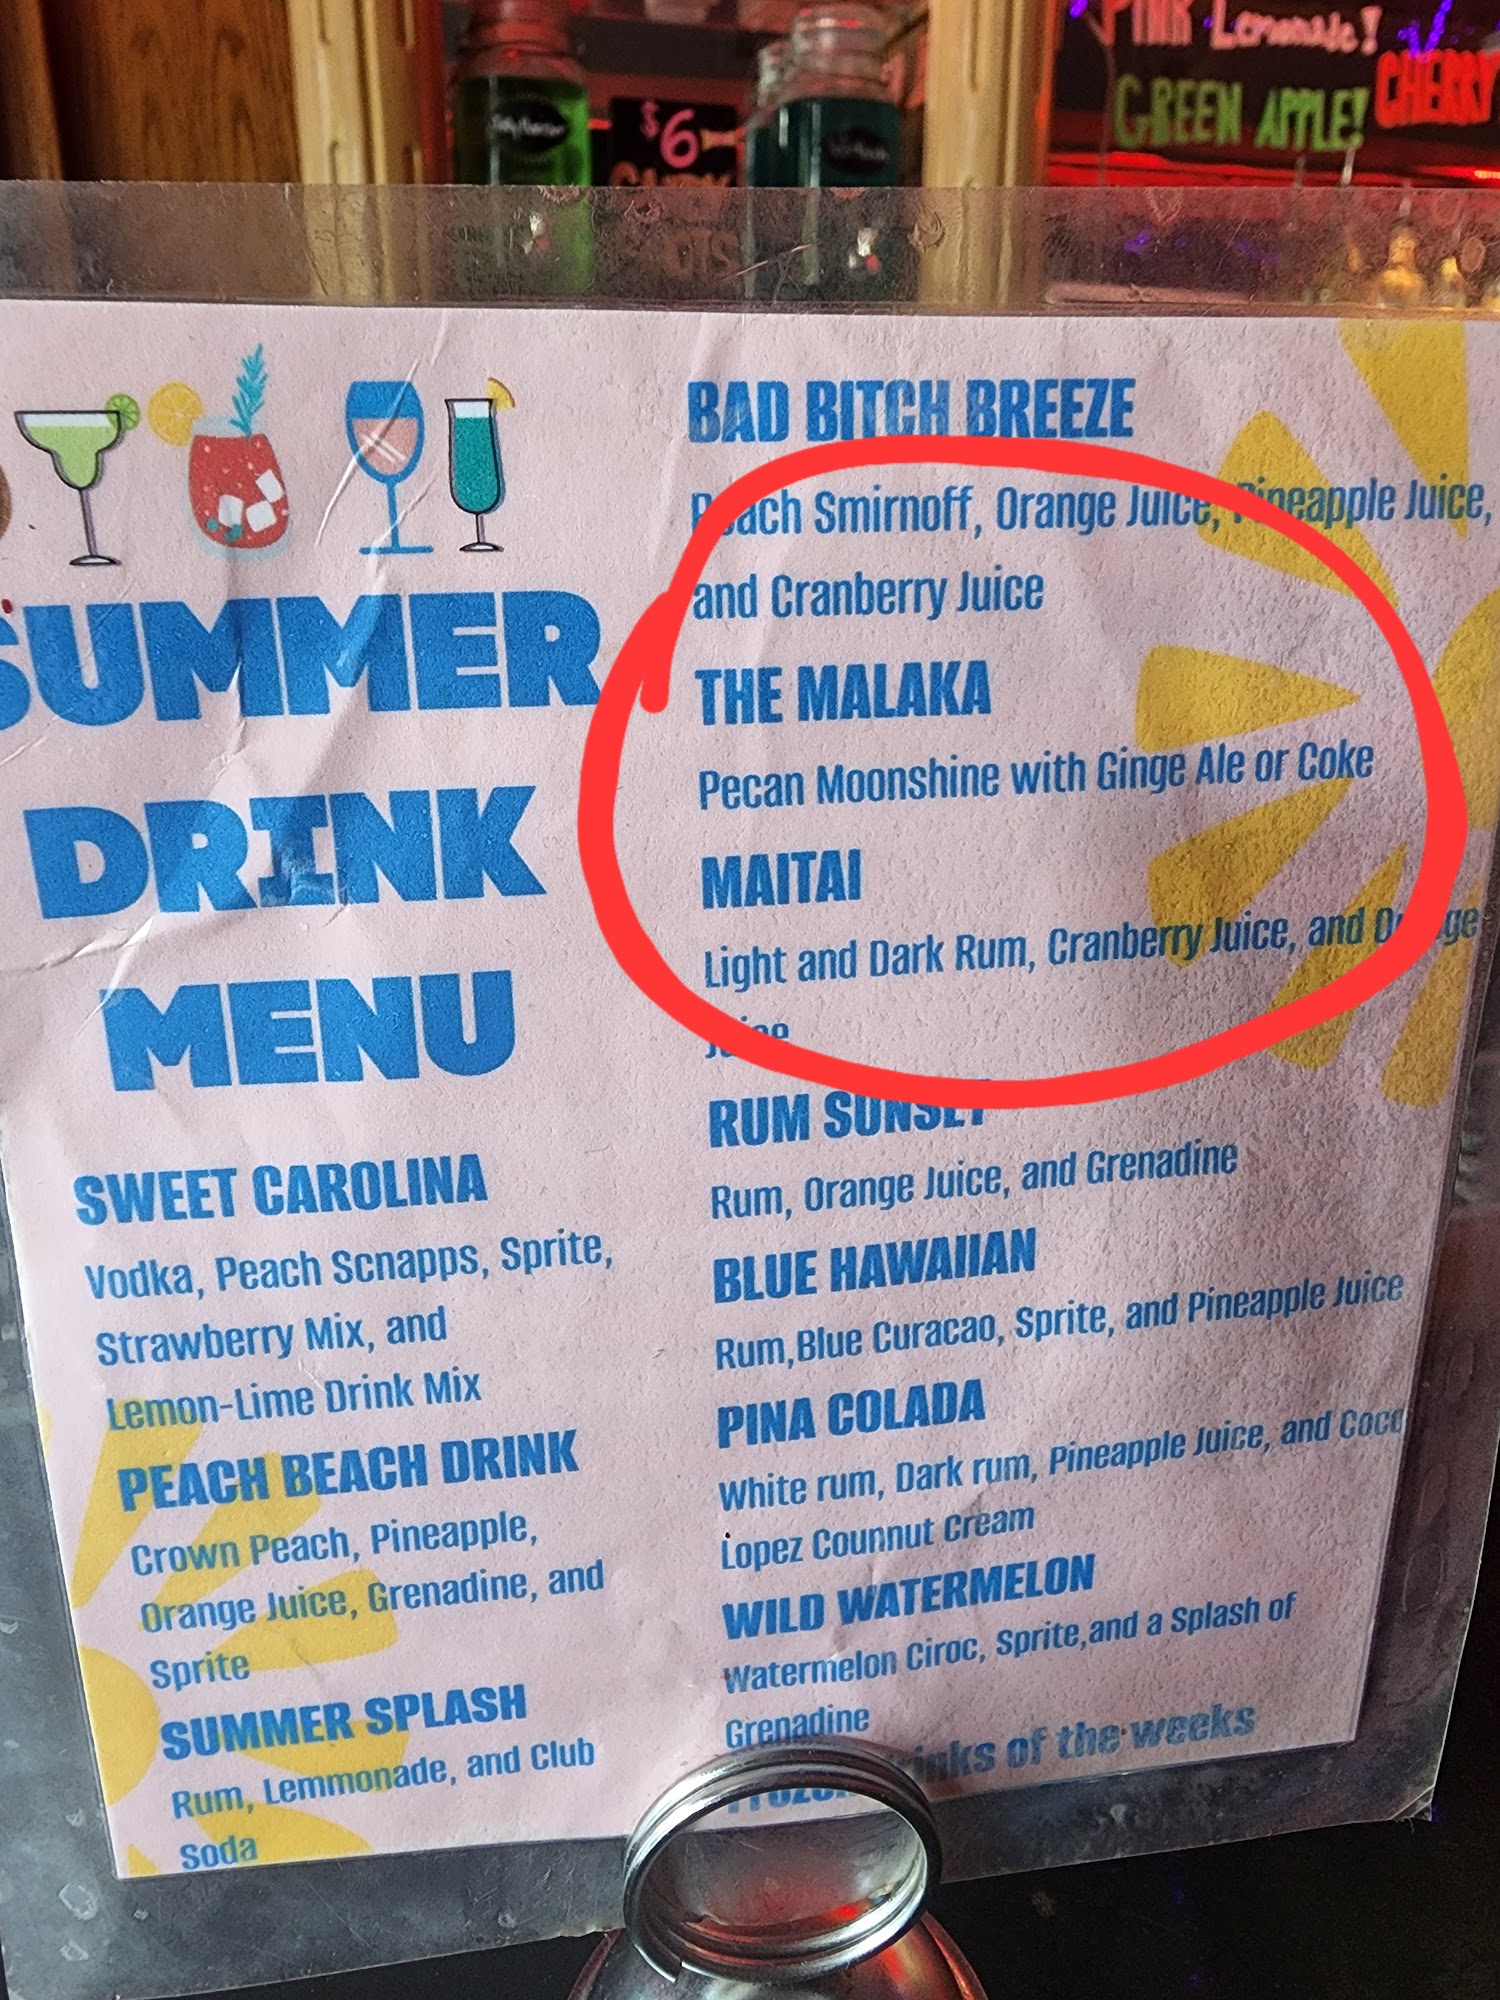 PINK Lemonade!
GREEN APPLE!
CHERRY
$6
SUMMER
DRINK
MENU
SWEET CAROLINA
Vodka, Peach Scnapps, Sprite,
Strawberry Mix, and
Lemon-Lime Drink Mix
PEACH BEACH DRINK
Crown Peach, Pineapple,
Orange Juice, Grenadine, and
Sprite
SUMMER SPLASH
Rum, Lemmonade, and Club
Soda
BAD BITCH BREEZE
Peach Smirnoff, Orange Juice, Pineapple Juice,
and Cranberry Juice
THE MALAKA
Pecan Moonshine with Ginge Ale or Coke
MAITAI
Light and Dark Rum, Cranberry Juice, and Orange
Juice
RUM SUNSET
Rum, Orange Juice, and Grenadine
BLUE HAWAIIAN
Rum,Blue Curacao, Sprite, and Pineapple Juice
PINA COLADA
White rum, Dark rum, Pineapple Juice, and Coco
Lopez Counnut Cream
WILD WATERMELON
Watermelon Ciroc, Sprite,and a Splash of
Grenadine
of the weeks